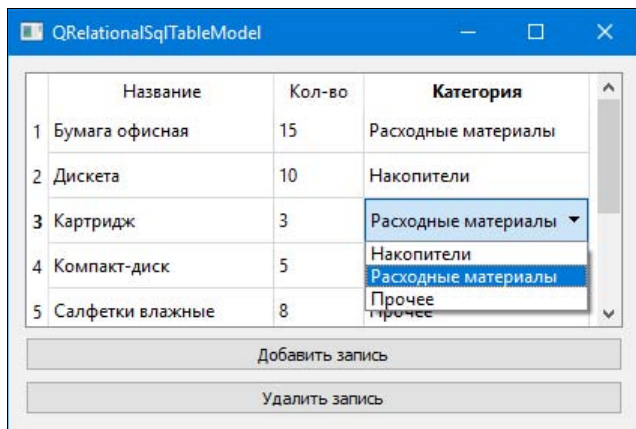 QRelationalSqlTableModel
Название Кол-во Категория
1 Бумага офисная 15 Расходные материалы
2 Дискета 10 Накопители
3 Картридж 3 Расходные материалы
Накопители
4 Компакт-диск 5 Расходные материалы
Прочее
5 Салфетки влажные 8 Прочее
Добавить запись
Удалить запись